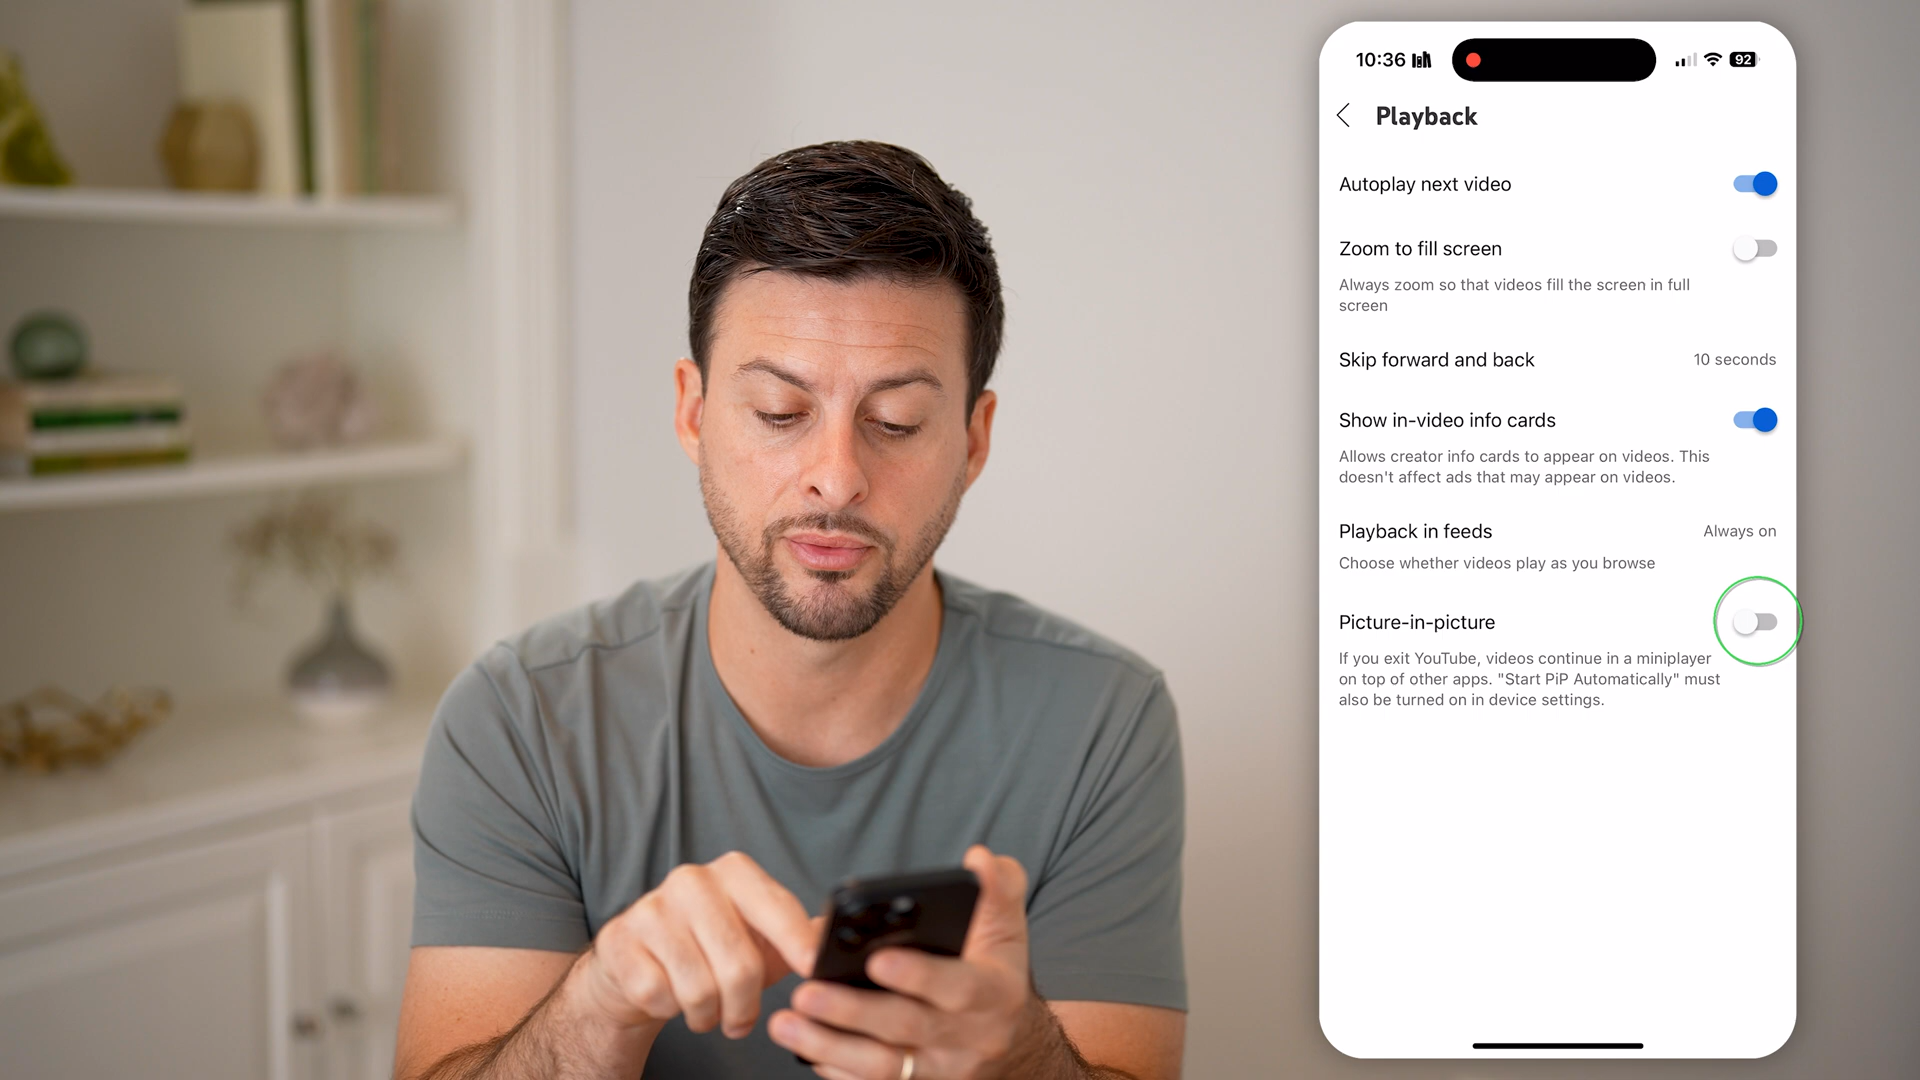 10:36
92
Playback
Autoplay next video
Zoom to fill screen
Always zoom so that videos fill the screen in full
screen
Skip forward and back
10 seconds
Show in-video info cards
Allows creator info cards to appear on videos. This
doesn't affect ads that may appear on videos.
Playback in feeds
Always on
Choose whether videos play as you browse
Picture-in-picture
If you exit YouTube, videos continue in a miniplayer
on top of other apps. "Start PiP Automatically" must
also be turned on in device settings.